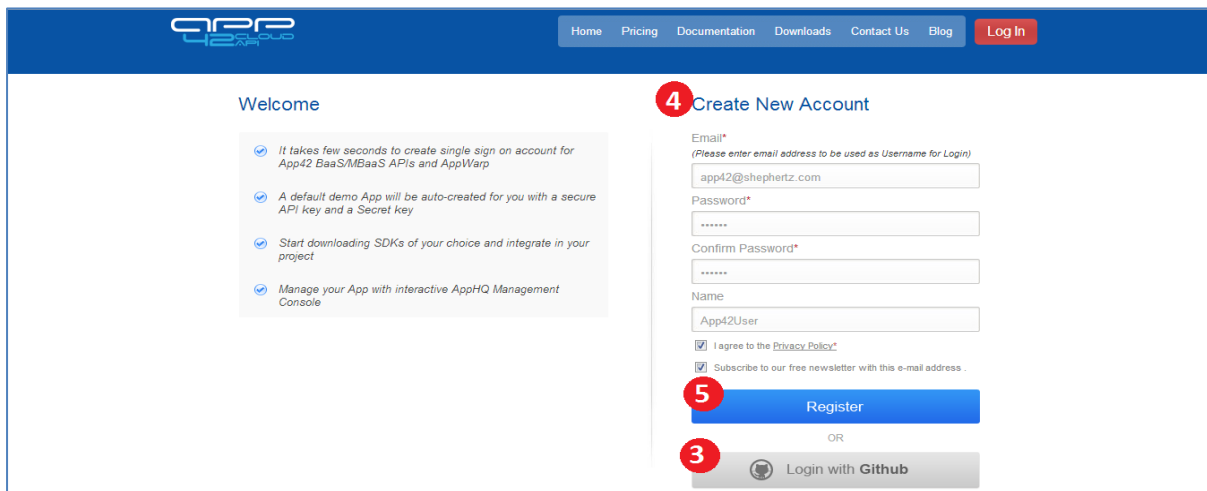 app
42 CLOUD API
Home Pricing Documentation Downloads Contact Us Blog Log In
Welcome
It takes few seconds to create single sign on account for
App42 BaaS/MBaaS APIs and AppWarp
A default demo App will be auto-created for you with a secure
API key and a Secret key
Start downloading SDKs of your choice and integrate in your
project
Manage your App with interactive AppHQ Management
Console
4 Create New Account
Email*
(Please enter email address to be used as Username for Login)
app42@shephertz.com
Password*
••••••
Confirm Password*
••••••
Name
App42User
I agree to the Privacy Policy*
Subscribe to our free newsletter with this e-mail address .
5 Register
OR
3 Login with Github